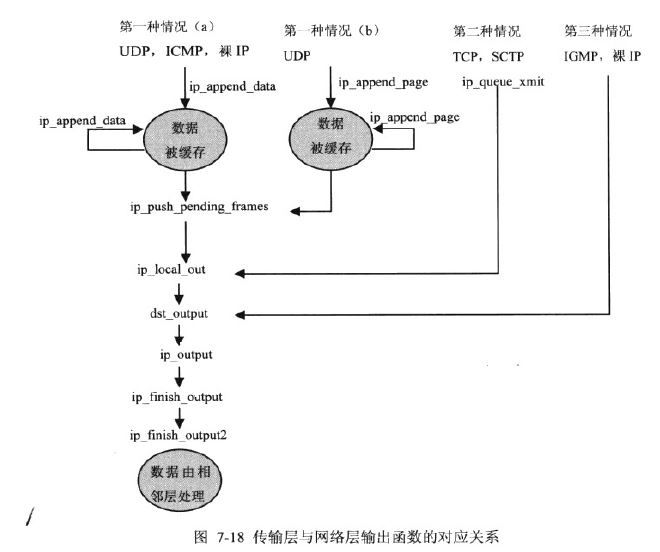 第一种情况（a）
UDP，ICMP，裸 IP
ip_append_data
ip_append_data
数据
被缓存
第一种情况（b）
UDP
ip_append_page
ip_append_page
数据
被缓存
第二种情况
TCP，SCTP
ip_queue_xmit
第三种情况
IGMP，裸 IP
ip_push_pending_frames
ip_local_out
dst_output
ip_output
ip_finish_output
ip_finish_output2
数据由相
邻层处理
图 7-18 传输层与网络层输出函数的对应关系